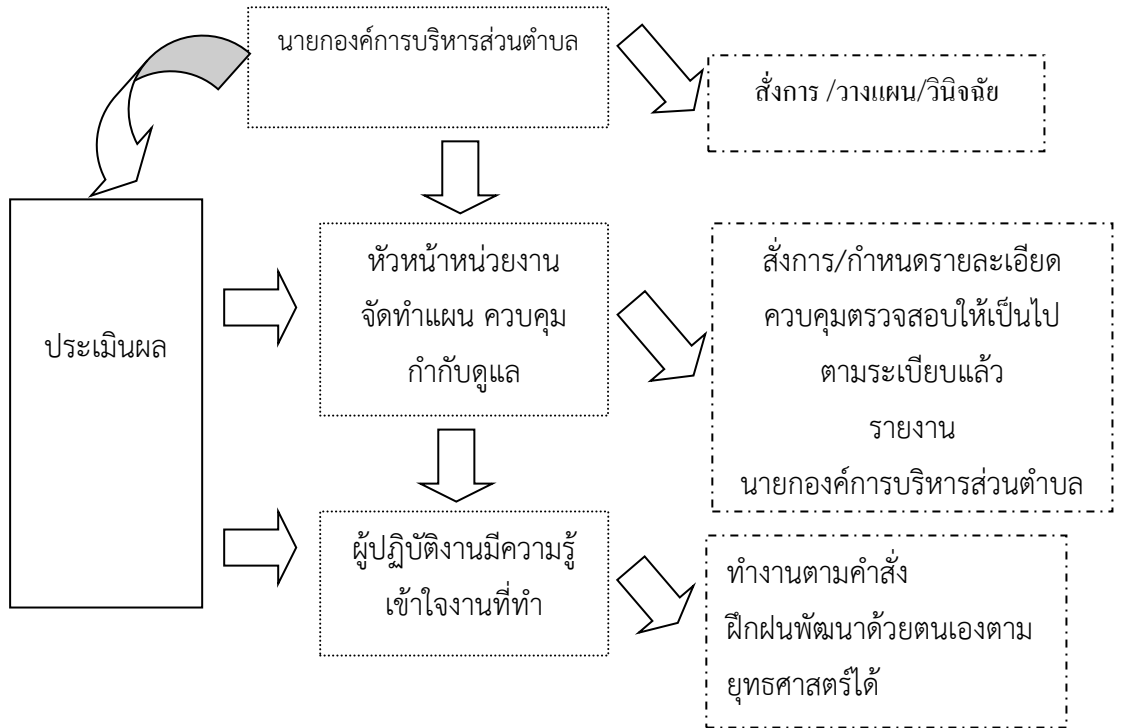 นายกองค์การบริหารส่วนตำบล
สั่งการ /วางแผน/วินิจฉัย
ประเมินผล
หัวหน้าหน่วยงาน
จัดทำแผน ควบคุม
กำกับดูแล
สั่งการ/กำหนดรายละเอียด
ควบคุมตรวจสอบให้เป็นไป
ตามระเบียบแล้ว
รายงาน
นายกองค์การบริหารส่วนตำบล
ผู้ปฏิบัติงานมีความรู้
เข้าใจงานที่ทำ
ทำงานตามคำสั่ง
ฝึกฝนพัฒนาด้วยตนเองตาม
ยุทธศาสตร์ได้